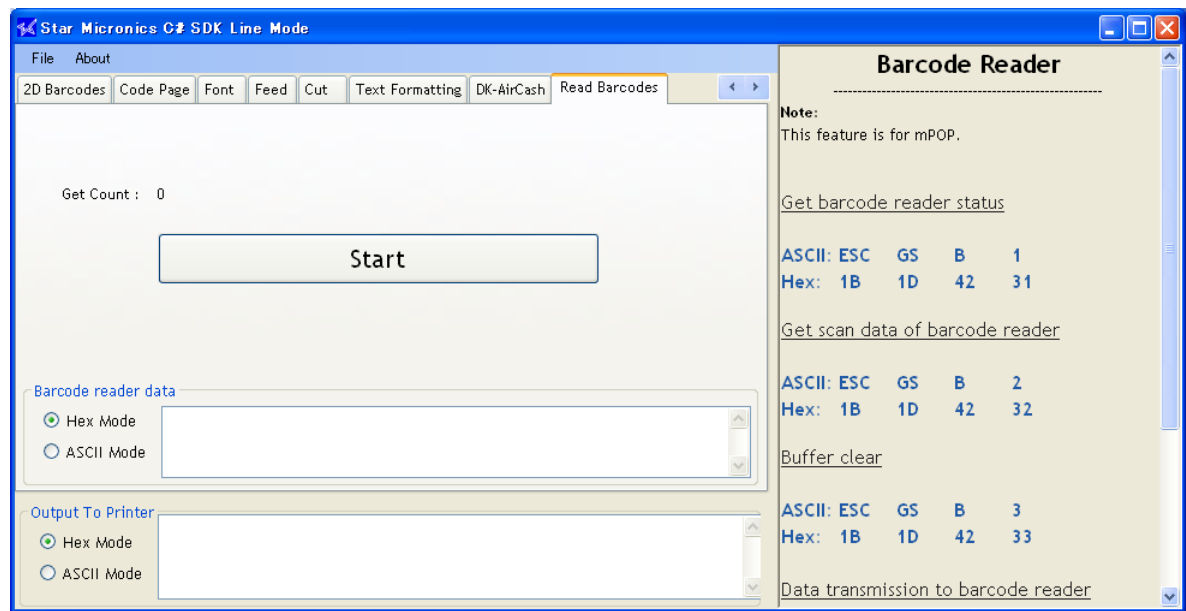 Star Micronics C# SDK Line Mode
File About
2D Barcodes Code Page Font Feed Cut Text Formatting DK-AirCash Read Barcodes
Get Count : 0
Start
Barcode reader data
Hex Mode
ASCII Mode
Output To Printer
Hex Mode
ASCII Mode
Barcode Reader
------------------------------------------------------
Note:
This feature is for mPOP.
Get barcode reader status
ASCII: ESC GS B 1
Hex: 1B 1D 42 31
Get scan data of barcode reader
ASCII: ESC GS B 2
Hex: 1B 1D 42 32
Buffer clear
ASCII: ESC GS B 3
Hex: 1B 1D 42 33
Data transmission to barcode reader